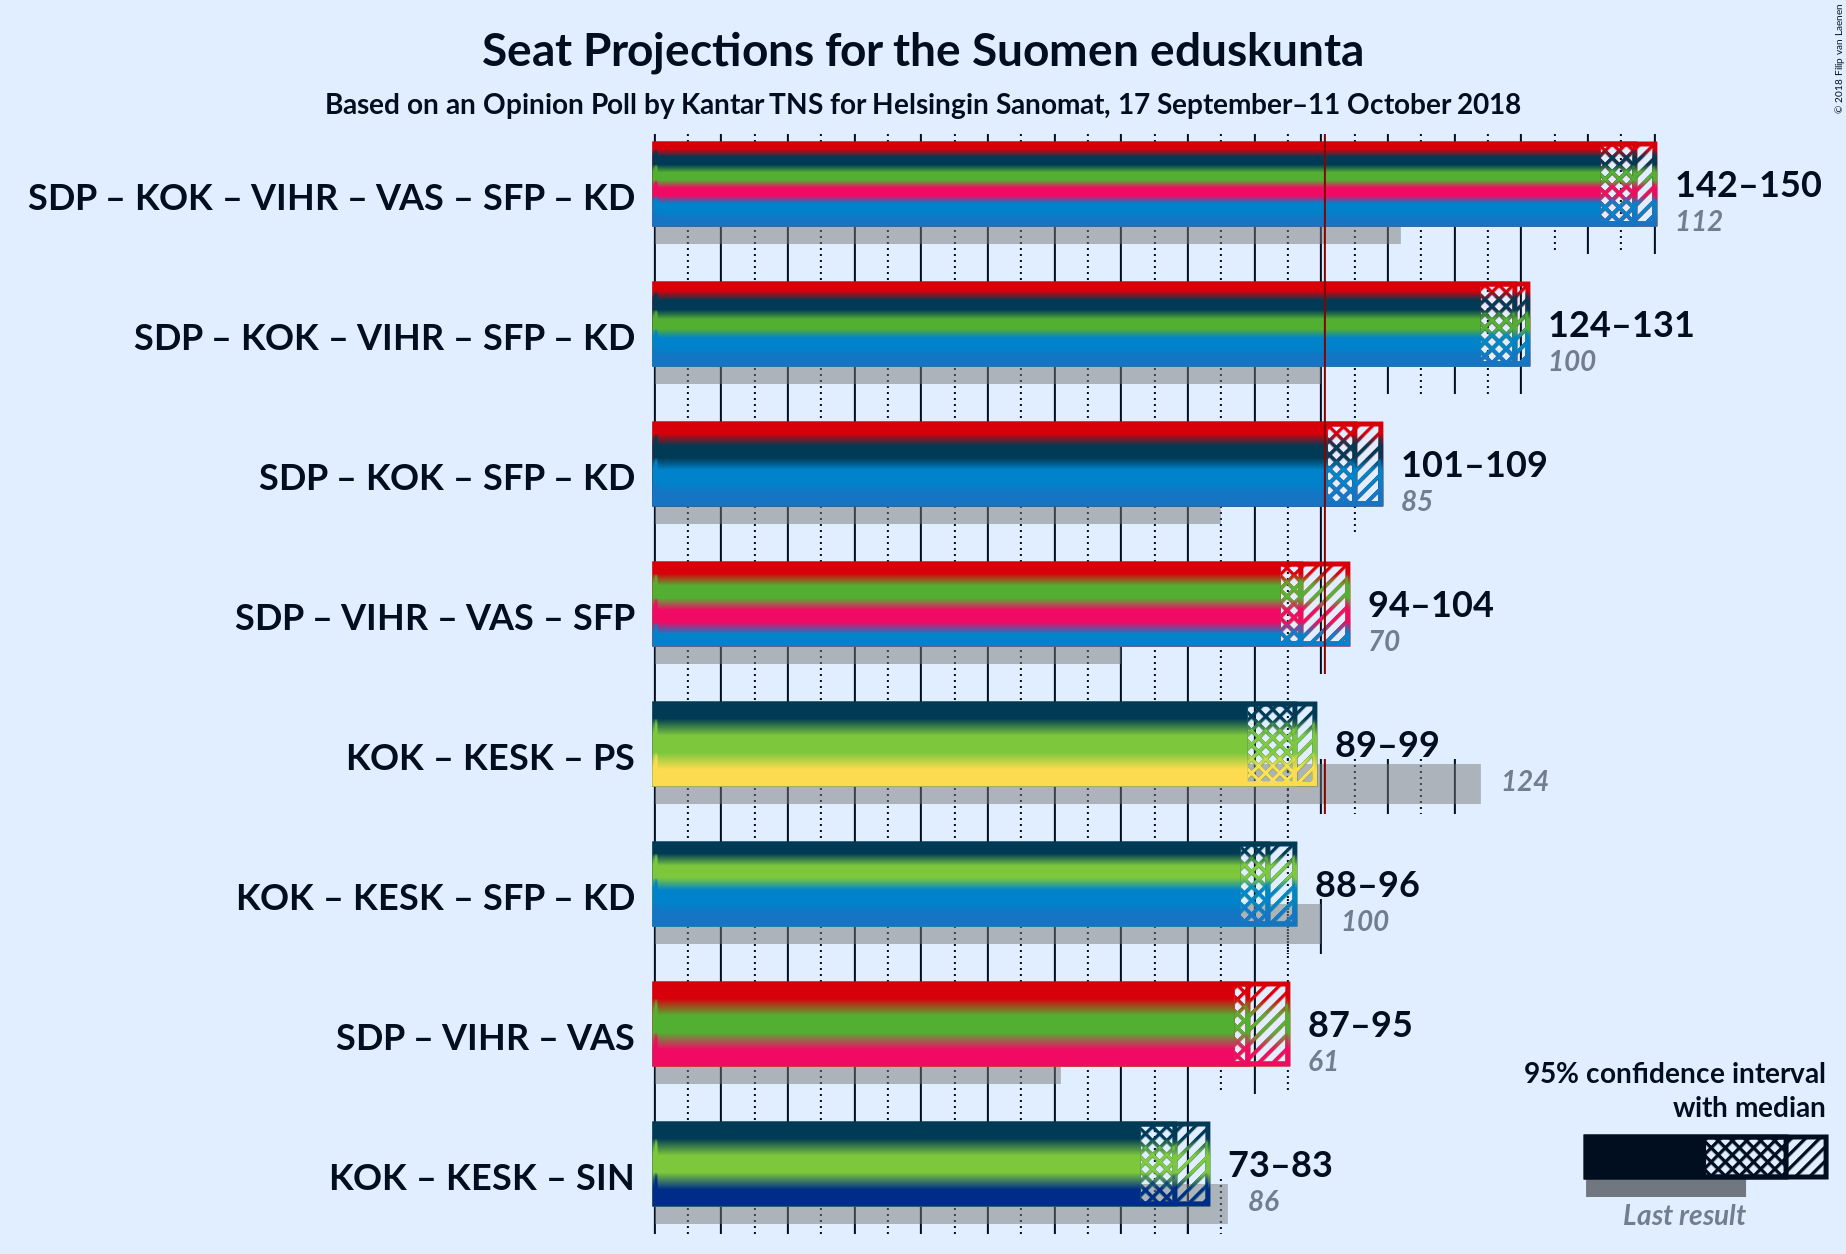 Seat Projections for the Suomen eduskunta
Based on an Opinion Poll by Kantar TNS for Helsingin Sanomat, 17 September–11 October 2018
© 2018 Filip van Laenen
SDP – KOK – VIHR – VAS – SFP – KD
142–150
112
SDP – KOK – VIHR – SFP – KD
124–131
100
SDP – KOK – SFP – KD
101–109
85
SDP – VIHR – VAS – SFP
94–104
70
KOK – KESK – PS
89–99
124
KOK – KESK – SFP – KD
88–96
100
SDP – VIHR – VAS
87–95
61
KOK – KESK – SIN
73–83
86
95% confidence interval
with median
Last result